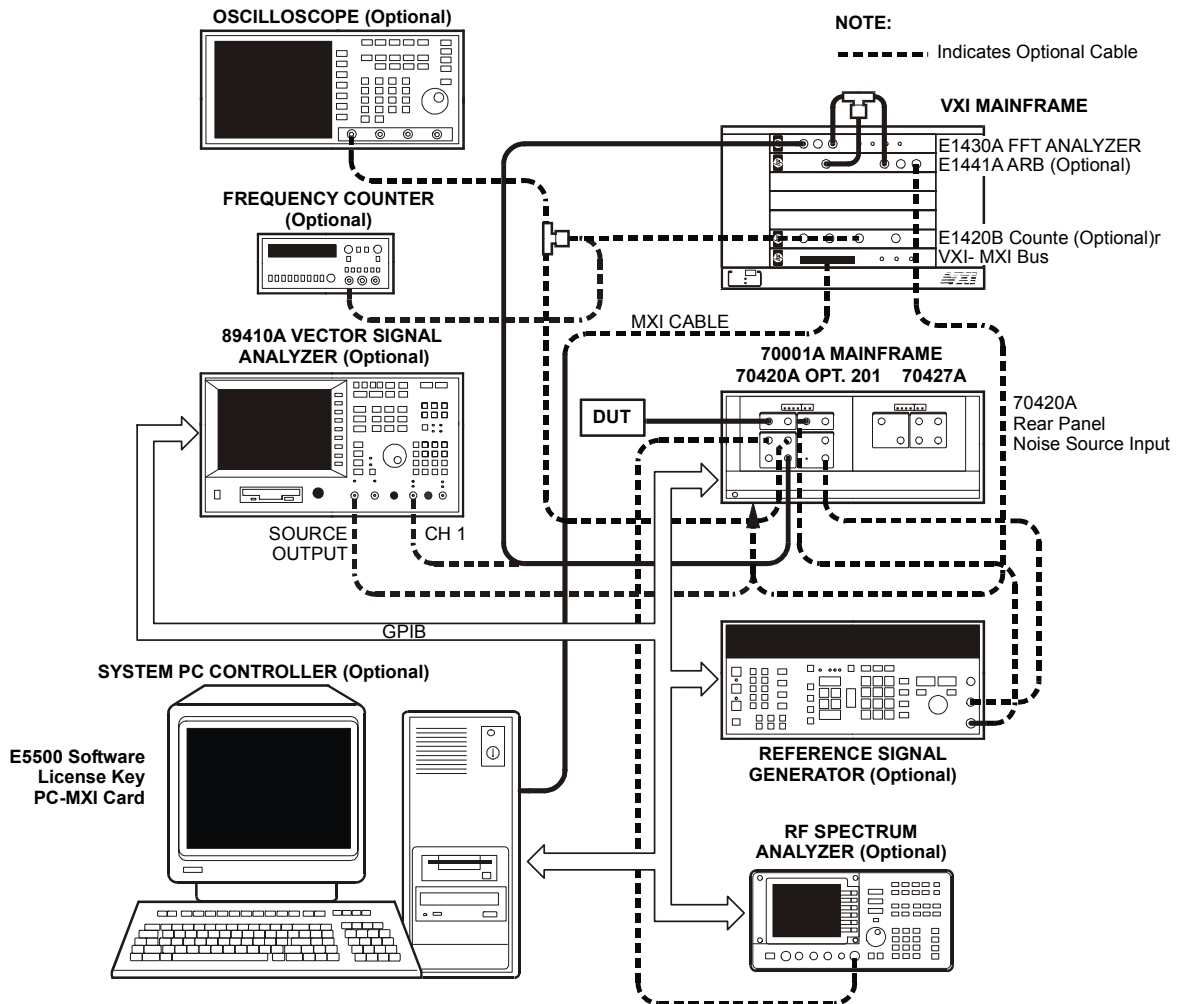 OSCILLOSCOPE (Optional)
NOTE:
Indicates Optional Cable
VXI MAINFRAME
E1430A FFT ANALYZER
E1441A ARB (Optional)
FREQUENCY COUNTER
(Optional)
E1420B Counte (Optional)r
VXI- MXI Bus
MXI CABLE
89410A VECTOR SIGNAL
ANALYZER (Optional)
70001A MAINFRAME
70420A OPT. 201 70427A
DUT
70420A
Rear Panel
Noise Source Input
SOURCE
OUTPUT
CH 1
GPIB
SYSTEM PC CONTROLLER (Optional)
E5500 Software
License Key
PC-MXI Card
REFERENCE SIGNAL
GENERATOR (Optional)
RF SPECTRUM
ANALYZER (Optional)